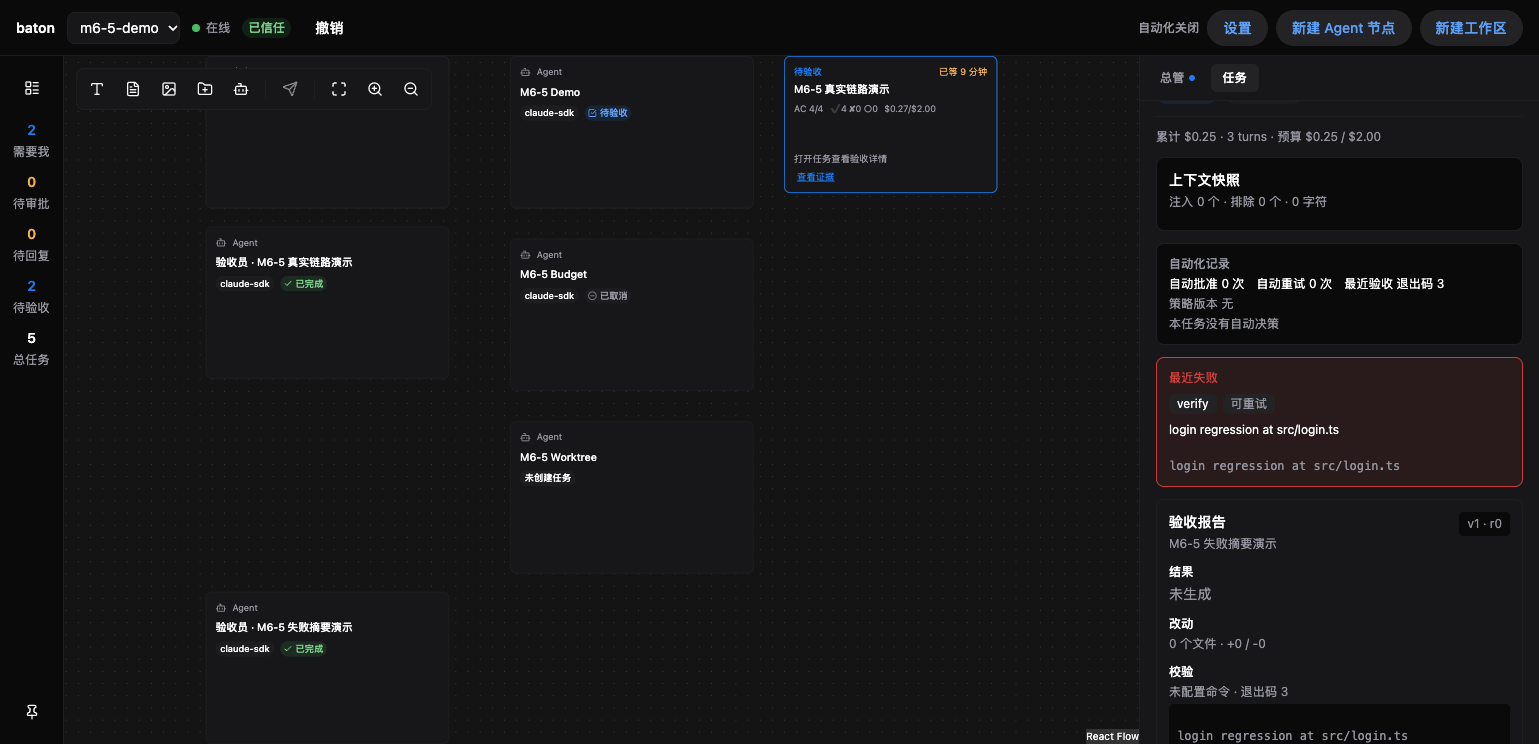 baton
m6-5-demo
在线
已信任
撤销
自动化关闭
设置
新建 Agent 节点
新建工作区
2
需要我
0
待审批
0
待回复
2
待验收
5
总任务
Agent
M6-5 Demo
claude-sdk
待验收
待验收
已等 9 分钟
M6-5 真实链路演示
AC 4/4 ✓4 ✘0 ○0 $0.27/$2.00
打开任务查看验收详情
查看证据
Agent
验收员 · M6-5 真实链路演示
claude-sdk
已完成
Agent
M6-5 Budget
claude-sdk
已取消
Agent
M6-5 Worktree
未创建任务
Agent
验收员 · M6-5 失败摘要演示
claude-sdk
已完成
React Flow
总管
任务
累计 $0.25 · 3 turns · 预算 $0.25 / $2.00
上下文快照
注入 0 个 · 排除 0 个 · 0 字符
自动化记录
自动批准 0 次 自动重试 0 次 最近验收 退出码 3
策略版本 无
本任务没有自动决策
最近失败
verify
可重试
login regression at src/login.ts
login regression at src/login.ts
验收报告
v1 · r0
M6-5 失败摘要演示
结果
未生成
改动
0 个文件 · +0 / -0
校验
未配置命令 · 退出码 3
login regression at src/login.ts